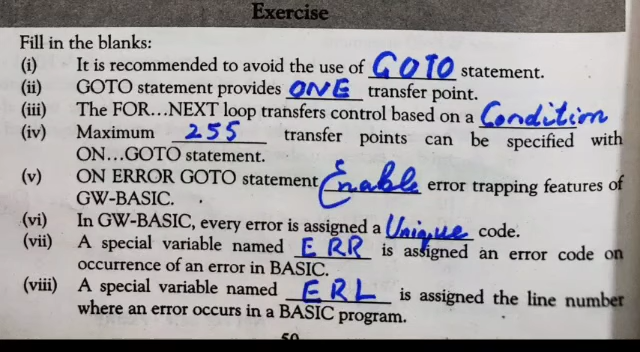 Exercise
Fill in the blanks:
(i) It is recommended to avoid the use of GOTO statement.
(ii) GOTO statement provides ONE transfer point.
(iii) The FOR...NEXT loop transfers control based on a Condition
(iv) Maximum 255 transfer points can be specified with
ON...GOTO statement.
(v) ON ERROR GOTO statement Enable error trapping features of
GW-BASIC.
(vi) In GW-BASIC, every error is assigned a Unique code.
(vii) A special variable named ERR is assigned an error code on
occurrence of an error in BASIC.
(viii) A special variable named ERL is assigned the line number
where an error occurs in a BASIC program.
50